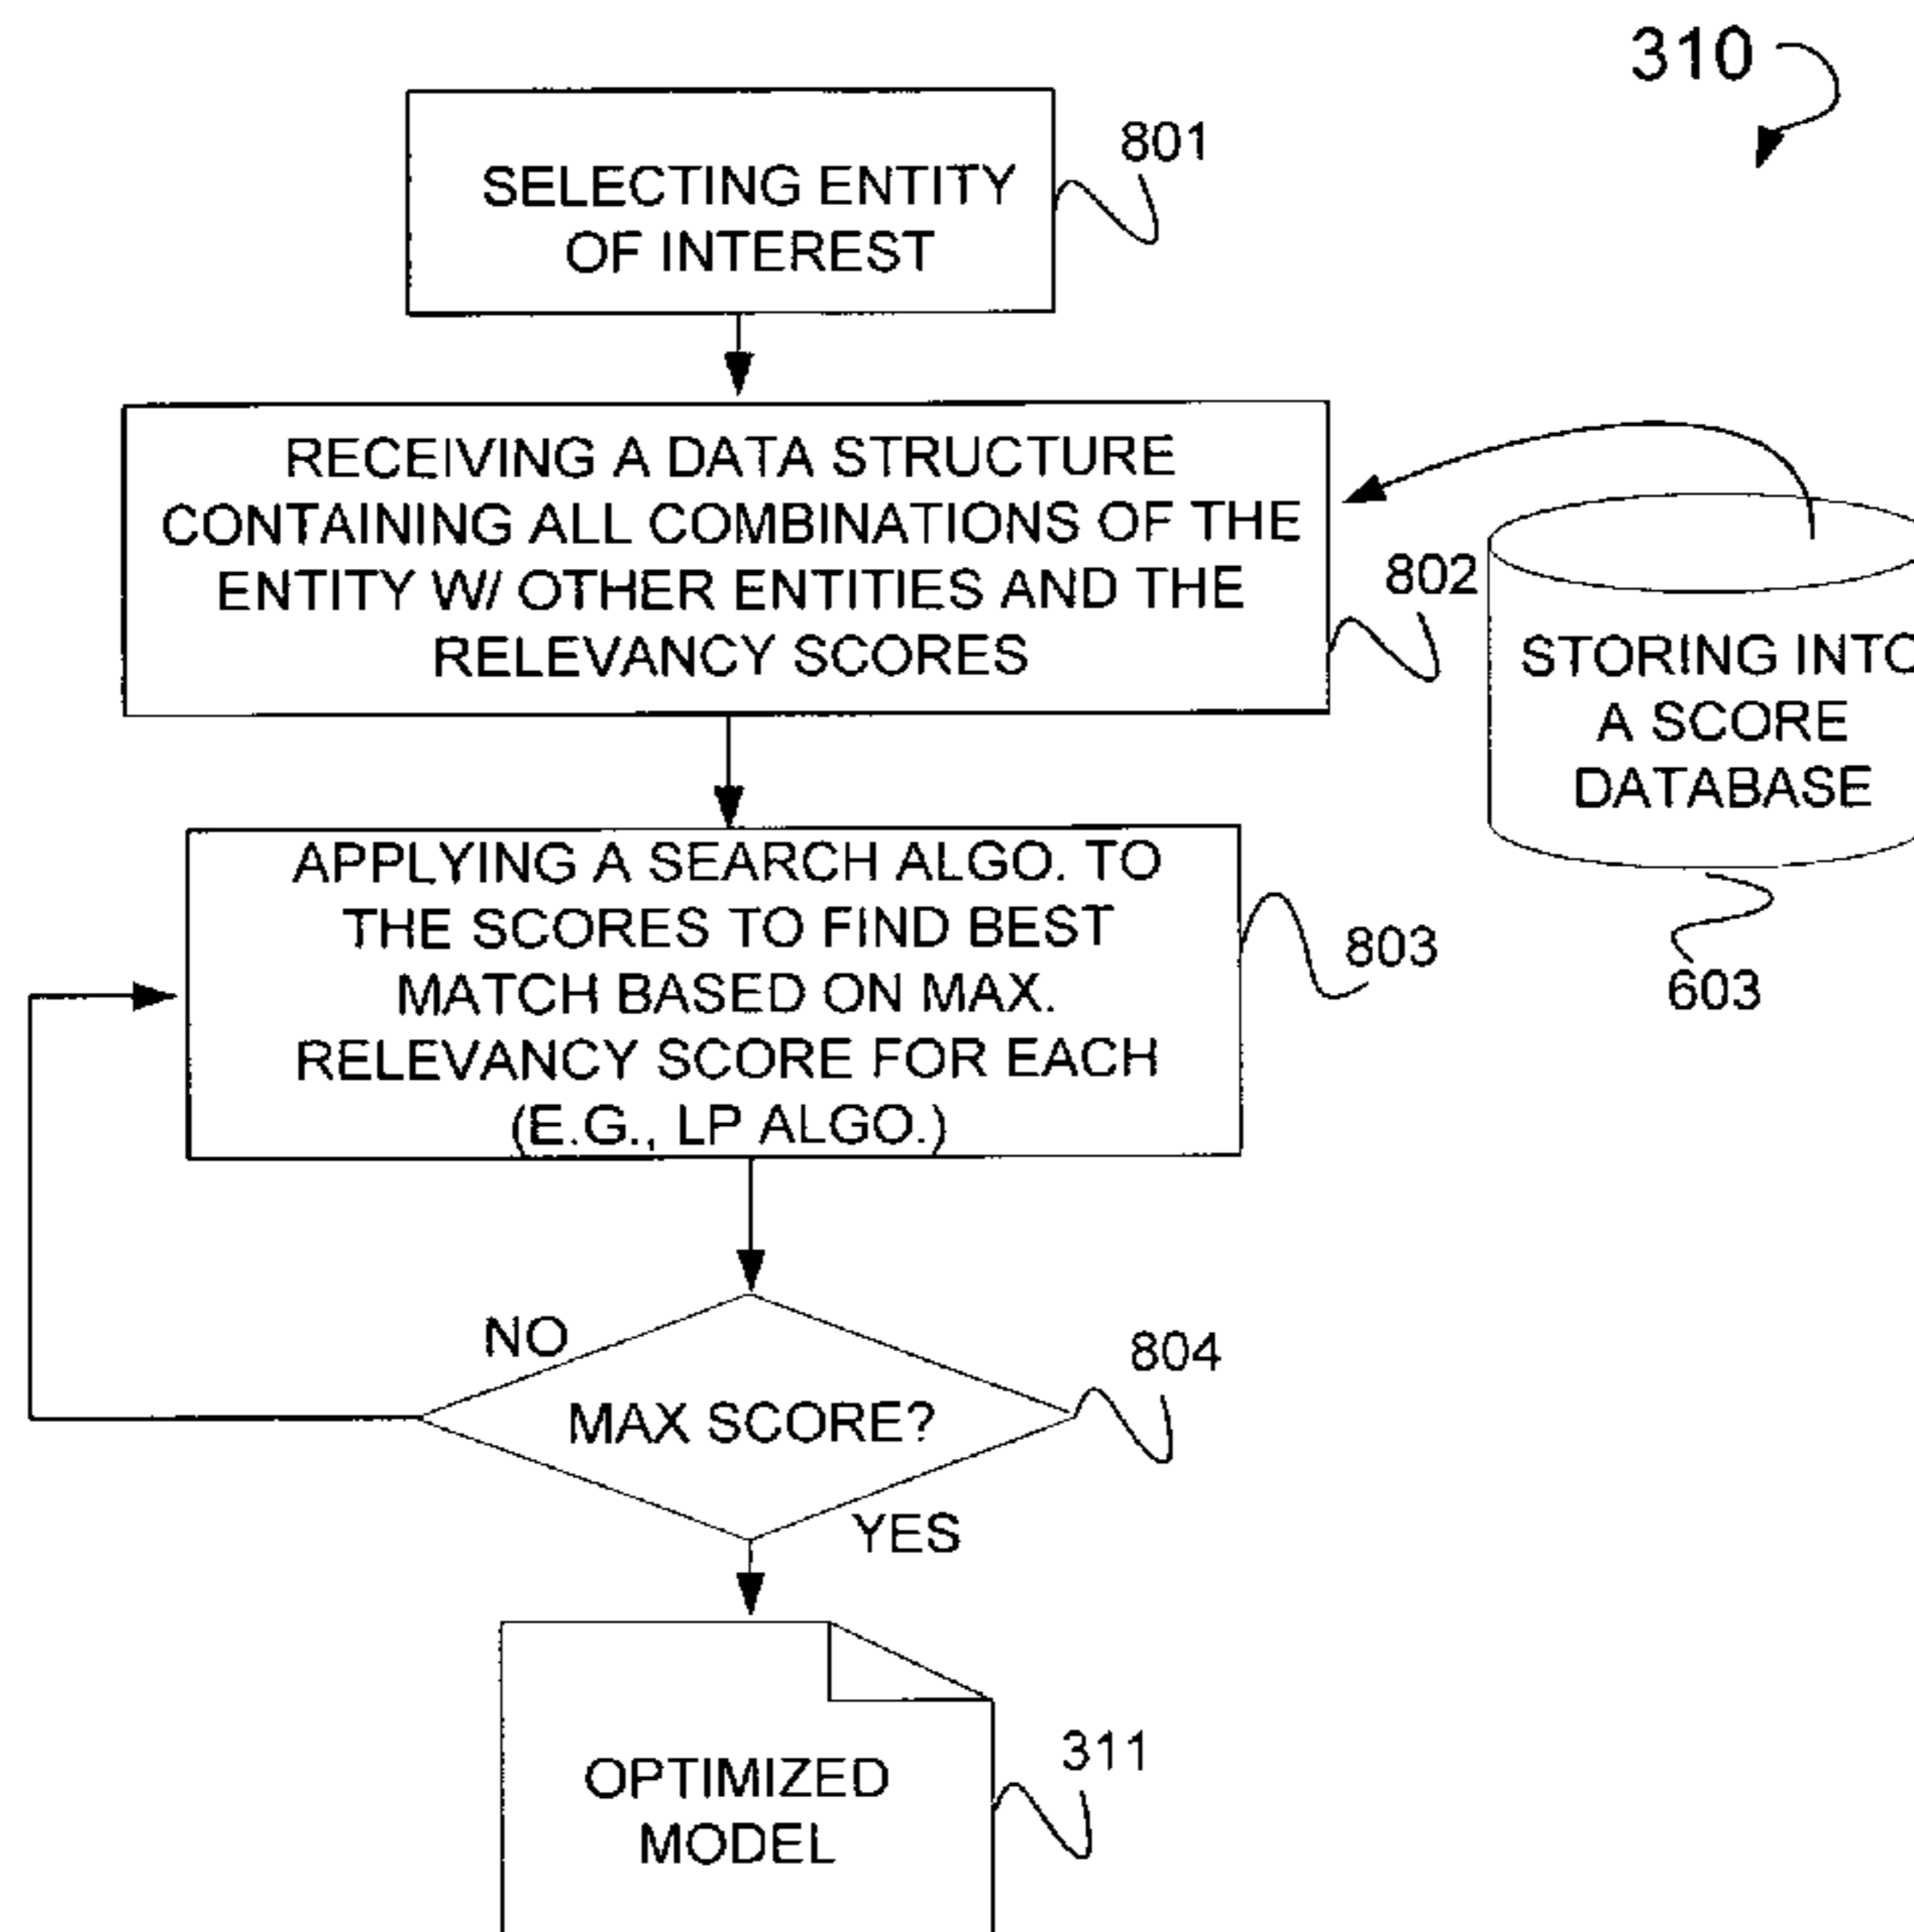 310
SELECTING ENTITY
OF INTEREST
801
RECEIVING A DATA STRUCTURE
CONTAINING ALL COMBINATIONS OF THE
ENTITY W/ OTHER ENTITIES AND THE
RELEVANCY SCORES
802
STORING INTO
A SCORE
DATABASE
603
APPLYING A SEARCH ALGO. TO
THE SCORES TO FIND BEST
MATCH BASED ON MAX.
RELEVANCY SCORE FOR EACH
(E.G., LP ALGO.)
803
NO
MAX SCORE?
804
YES
OPTIMIZED
MODEL
311